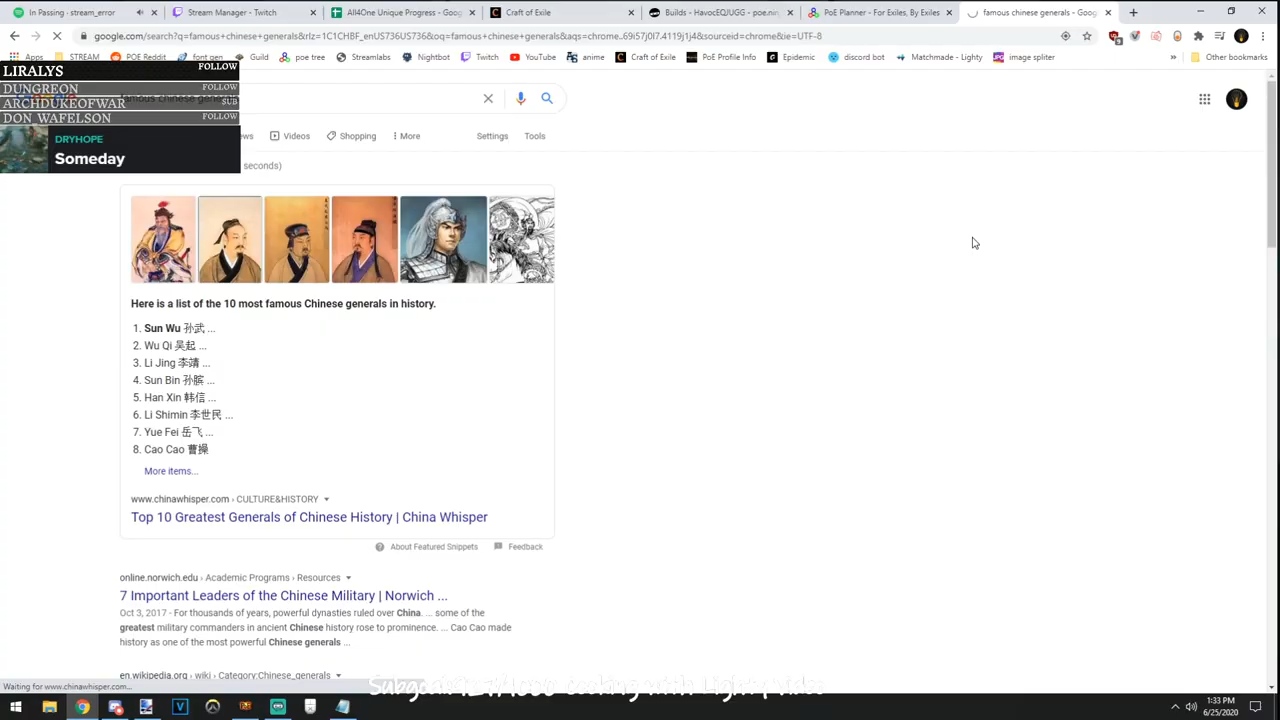 In Passing - stream_error
Stream Manager - Twitch
All4One Unique Progress - Goog
Craft of Exile
Builds - HavocEQJUGG - poe.nin
PoE Planner - For Exiles, By Exiles
famous chinese generals - Goog
google.com/search?q=famous+chinese+generals&rlz=1C1CHBF_enUS736US736&oq=famous+chinese+generals&aqs=chrome..69i57j0l7.4119j1j4&sourceid=chrome&ie=UTF-8
Apps STREAM POE Reddit font gen Guild poe tree Streamlabs Nightbot Twitch YouTube anime Craft of Exile PoE Profile Info Epidemic discord bot Matchmade - Lighty image spliter » Other bookmarks
LIRALYS FOLLOW
DUNGREON FOLLOW
ARCHDUKEOFWAR SUB
DON_WAFELSON FOLLOW
DRYHOPE
Someday
famous chinese generals
Videos Shopping More Settings Tools
seconds)
Here is a list of the 10 most famous Chinese generals in history.
1. Sun Wu 孙武 ...
2. Wu Qi 吴起 ...
3. Li Jing 李靖 ...
4. Sun Bin 孙膑 ...
5. Han Xin 韩信 ...
6. Li Shimin 李世民 ...
7. Yue Fei 岳飞 ...
8. Cao Cao 曹操
More items...
www.chinawhisper.com › CULTURE&HISTORY
Top 10 Greatest Generals of Chinese History | China Whisper
About Featured Snippets Feedback
online.norwich.edu › Academic Programs › Resources
7 Important Leaders of the Chinese Military | Norwich ...
Oct 3, 2017 - For thousands of years, powerful dynasties ruled over China. ... some of the
greatest military commanders in ancient Chinese history rose to prominence. ... Cao Cao made
history as one of the most powerful Chinese generals ...
en.wikipedia.org › wiki › Category:Chinese_generals
Waiting for www.chinawhisper.com...
cooking with Lighty video
1:33 PM
6/25/2020